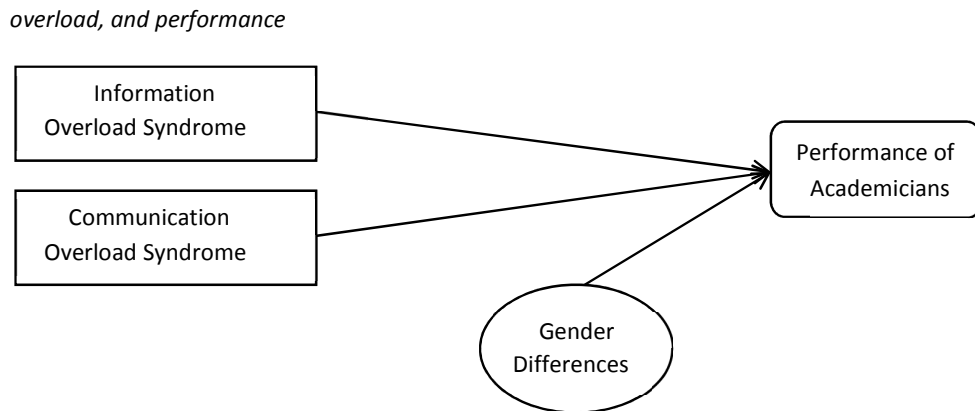 overload, and performance
Information
Overload Syndrome
Communication
Overload Syndrome
Performance of
Academicians
Gender
Differences